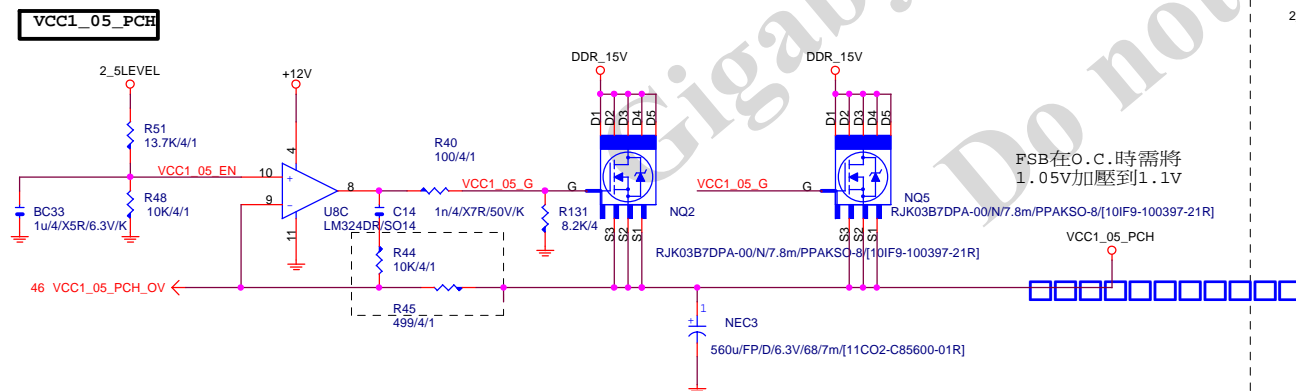 VCC1_05_PCH
2
2_5LEVEL
+12V
DDR_15V
DDR_15V
Gigaby
Do not
D1
D2
D3
D4
D5
D1
D2
D3
D4
D5
R51
13.7K/4/1
4
R40
100/4/1
FSB在O.C.時需將
1.05V加壓到1.1V
VCC1_05_EN
10
+
8
VCC1_05_G
G
VCC1_05_G
G
9
-
R48
10K/4/1
BC33
1u/4/X5R/6.3V/K
U8C
LM324DR/SO14
11
C14
1n/4/X7R/50V/K
R131
8.2K/4
NQ2
NQ5
RJK03B7DPA-00/N/7.8m/PPAKSO-8/[10IF9-100397-21R]
S3
S2
S1
S3
S2
S1
RJK03B7DPA-00/N/7.8m/PPAKSO-8/[10IF9-100397-21R]
VCC1_05_PCH
R44
10K/4/1
46 VCC1_05_PCH_OV
R45
499/4/1
1
+
NEC3
560u/FP/D/6.3V/68/7m/[11CO2-C85600-01R]